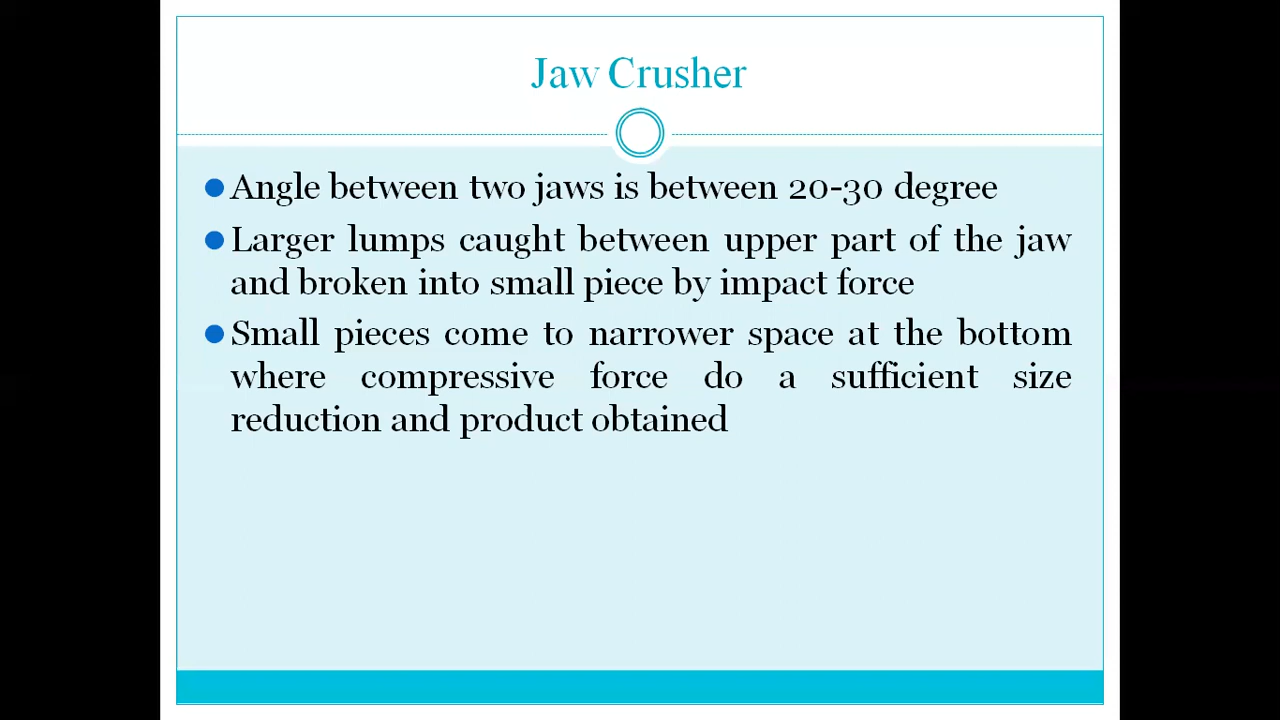 Jaw Crusher
Angle between two jaws is between 20-30 degree
Larger lumps caught between upper part of the jaw
and broken into small piece by impact force
Small pieces come to narrower space at the bottom
where compressive force do a sufficient size
reduction and product obtained